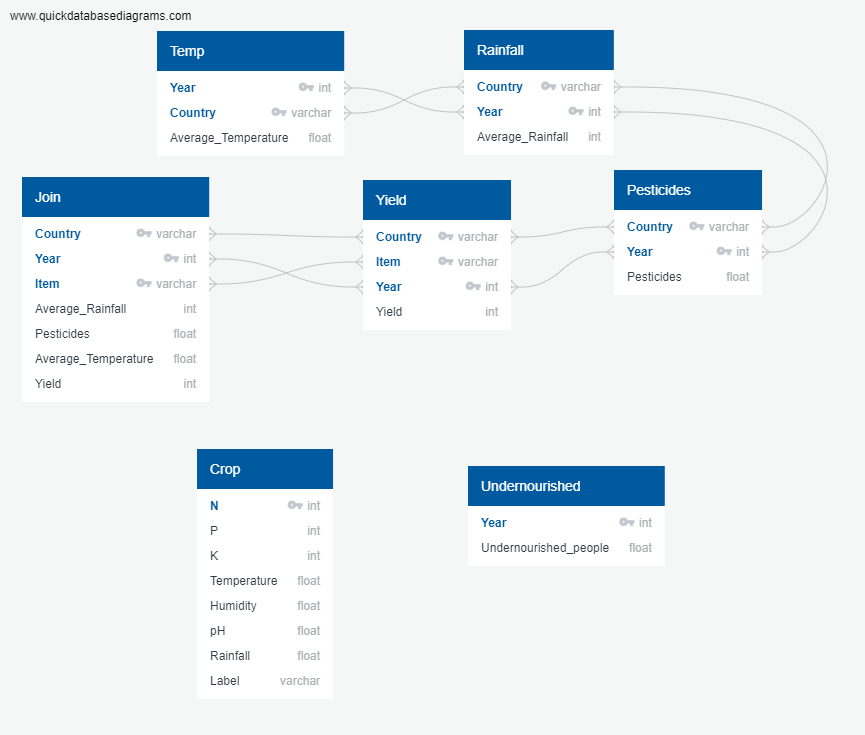 www.quickdatabasediagrams.com
Temp
Year int
Country varchar
Average_Temperature float
Rainfall
Country varchar
Year int
Average_Rainfall int
Join
Country varchar
Year int
Item varchar
Average_Rainfall int
Pesticides float
Average_Temperature float
Yield int
Yield
Country varchar
Item varchar
Year int
Yield int
Pesticides
Country varchar
Year int
Pesticides float
Crop
N int
P int
K int
Temperature float
Humidity float
pH float
Rainfall float
Label varchar
Undernourished
Year int
Undernourished_people float